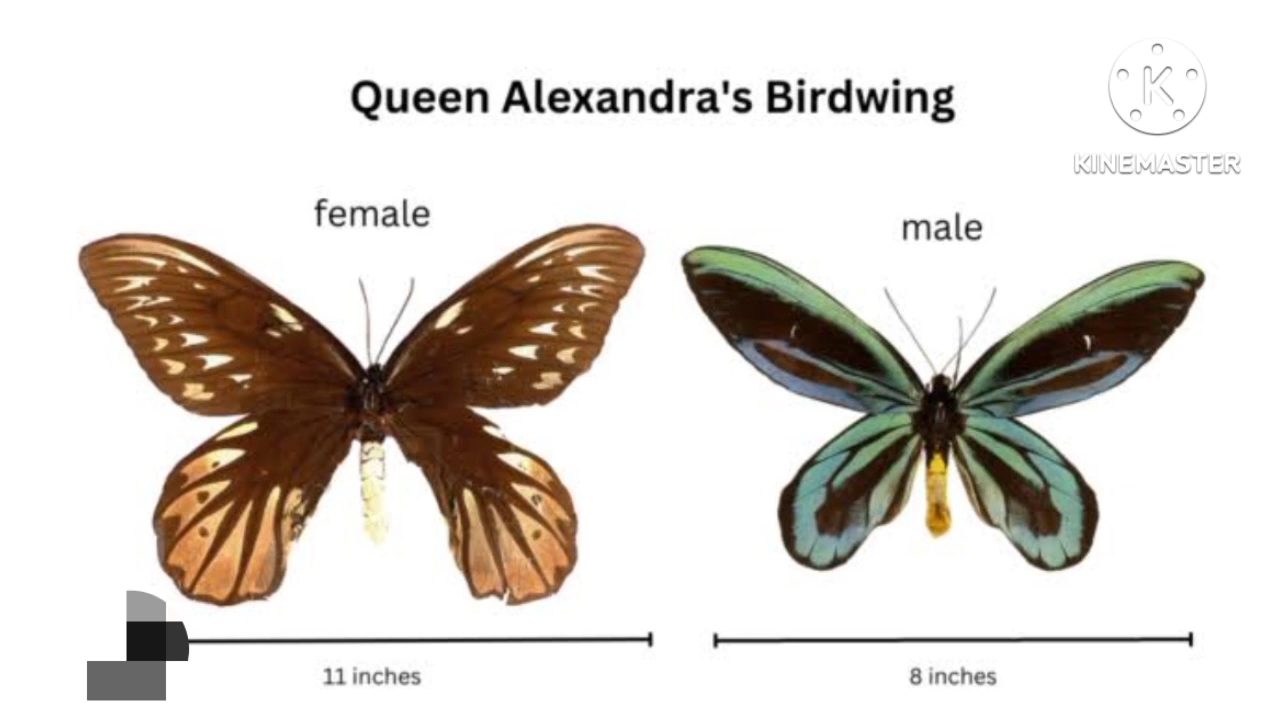 Queen Alexandra's Birdwing
K
KINEMASTER
female
male
11 inches
8 inches